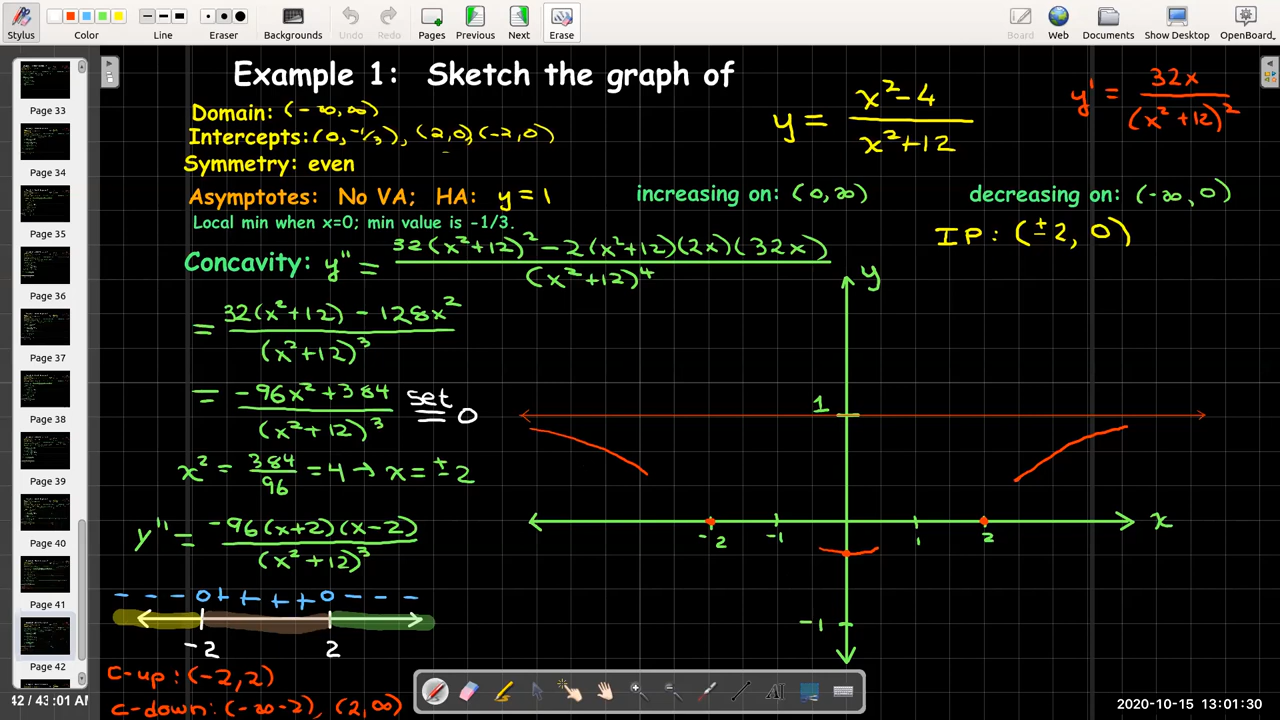 Stylus Color Line Eraser Backgrounds Undo Redo Pages Previous Next Erase Board Web Documents Show Desktop OpenBoard
Page 33
Page 34
Page 35
Page 36
Page 37
Page 38
Page 39
Page 40
Page 41
Page 42
42 / 43:01 AM
Example 1: Sketch the graph of
y = (x² - 4)/(x² + 12)
y' = 32x/(x² + 12)²
Domain: (-∞, ∞)
Intercepts: (0, -1/3), (2, 0) (-2, 0)
Symmetry: even
Asymptotes: No VA; HA: y = 1
increasing on: (0, ∞)
decreasing on: (-∞, 0)
Local min when x=0; min value is -1/3.
IP: (±2, 0)
Concavity: y'' = (32(x² + 12)² - 2(x² + 12)(2x)(32x))/(x² + 12)⁴
= (32(x² + 12) - 128x²)/(x² + 12)³
= (-96x² + 384)/(x² + 12)³ set = 0
x² = 384/96 = 4 → x = ±2
y'' = -96(x+2)(x-2)/(x² + 12)³
- - - 0 + + + + 0 - - -
-2 2
C-up: (-2, 2)
C-down: (-∞ -2), (2, ∞)
y
1
x
-2 -1 1 2
-1
2020-10-15 13:01:30